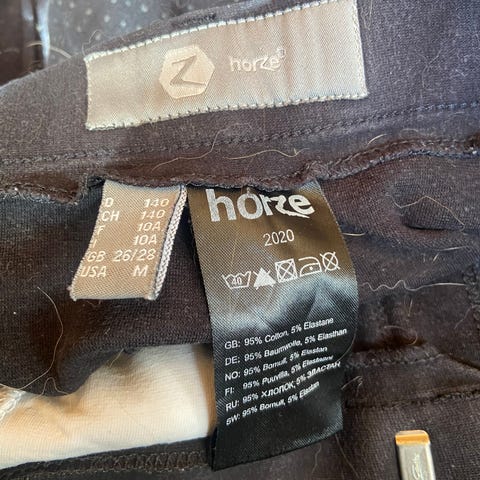 Z horze
D 140
CH 140
F 10A
I 10A
GB 26/28
USA M
horze
2020
40
GB: 95% Cotton, 5% Elastane
DE: 95% Baumwolle, 5% Elasthan
NO: 95% Bomull, 5% Elastan
FI: 95% Puuvilla, 5% Elastaani
RU: 95% ХЛОПОК, 5% ЭЛАСТАН
SW: 95% Bomull, 5% Elastan